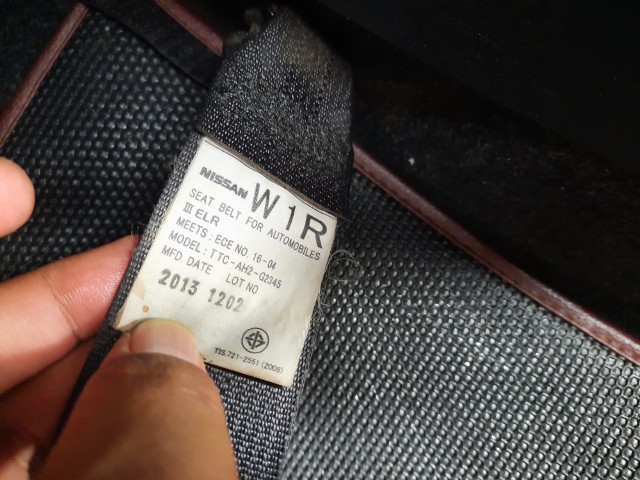 NISSAN W1R
SEAT BELT FOR AUTOMOBILES
III ELR
MEETS: ECE NO. 16-04
MODEL: TTC-AH2-G2345
MFD. DATE LOT NO
2013 1202
TIS.721-2551 (2008)